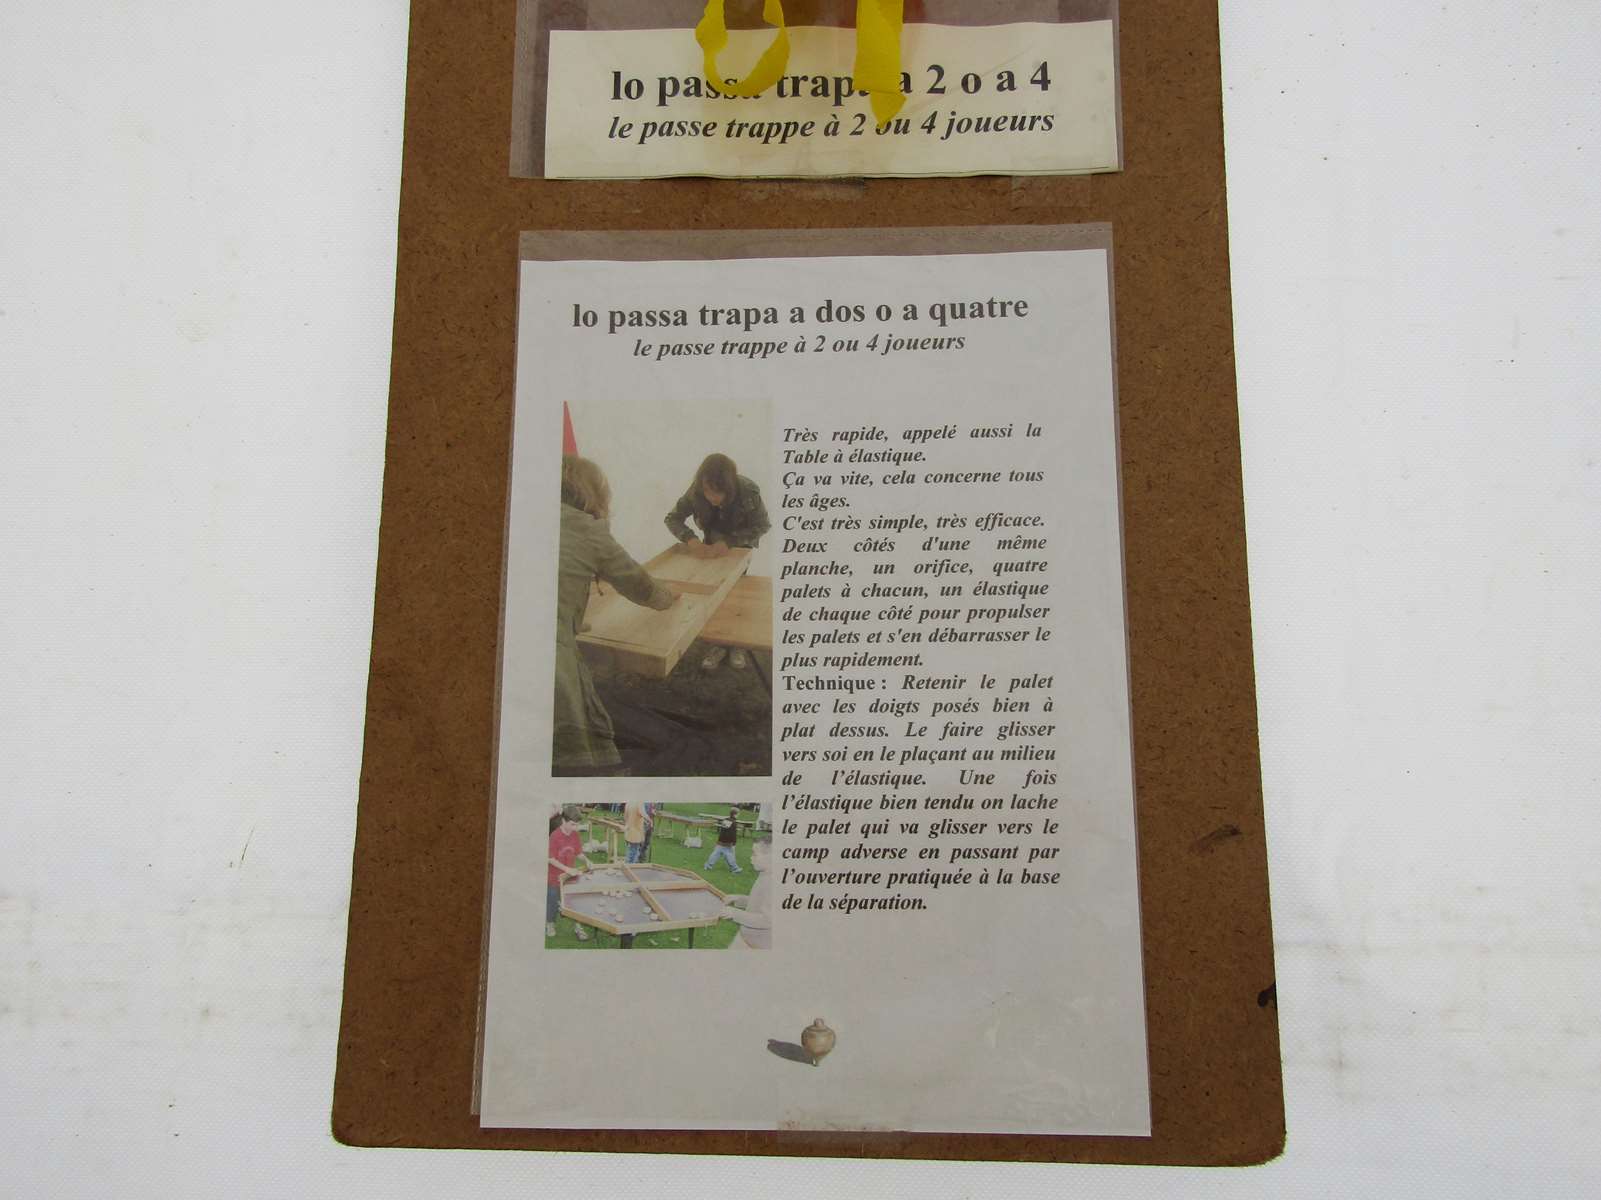 lo passa trapa a 2 o a 4
le passe trappe à 2 ou 4 joueurs
lo passa trapa a dos o a quatre
le passe trappe à 2 ou 4 joueurs
Très rapide, appelé aussi la
Table à élastique.
Ça va vite, cela concerne tous
les âges.
C'est très simple, très efficace.
Deux côtés d'une même
planche, un orifice, quatre
palets à chacun, un élastique
de chaque côté pour propulser
les palets et s'en débarrasser le
plus rapidement.
Technique : Retenir le palet
avec les doigts posés bien à
plat dessus. Le faire glisser
vers soi en le plaçant au milieu
de l'élastique. Une fois
l'élastique bien tendu on lache
le palet qui va glisser vers le
camp adverse en passant par
l'ouverture pratiquée à la base
de la séparation.